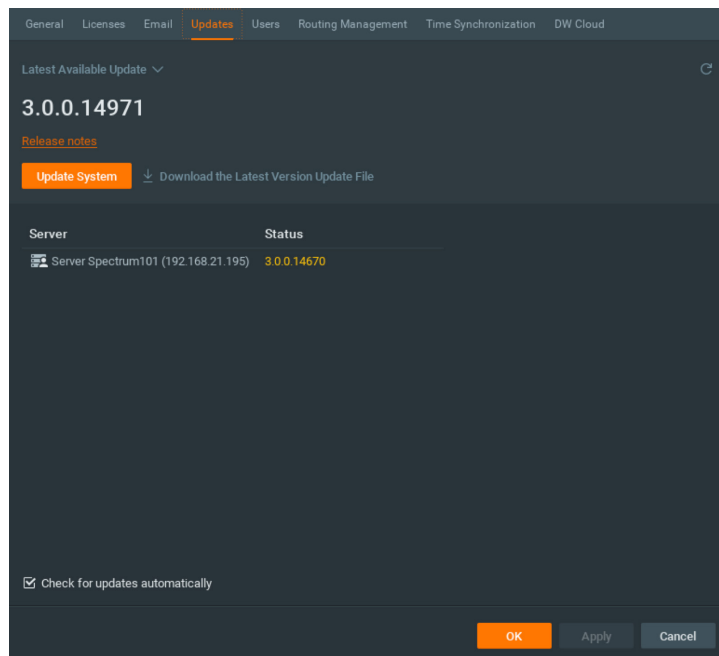 General Licenses Email Updates Users Routing Management Time Synchronization DW Cloud
Latest Available Update
3.0.0.14971
Release notes
Update System Download the Latest Version Update File
Server Status
Server Spectrum101 (192.168.21.195) 3.0.0.14670
Check for updates automatically
OK Apply Cancel